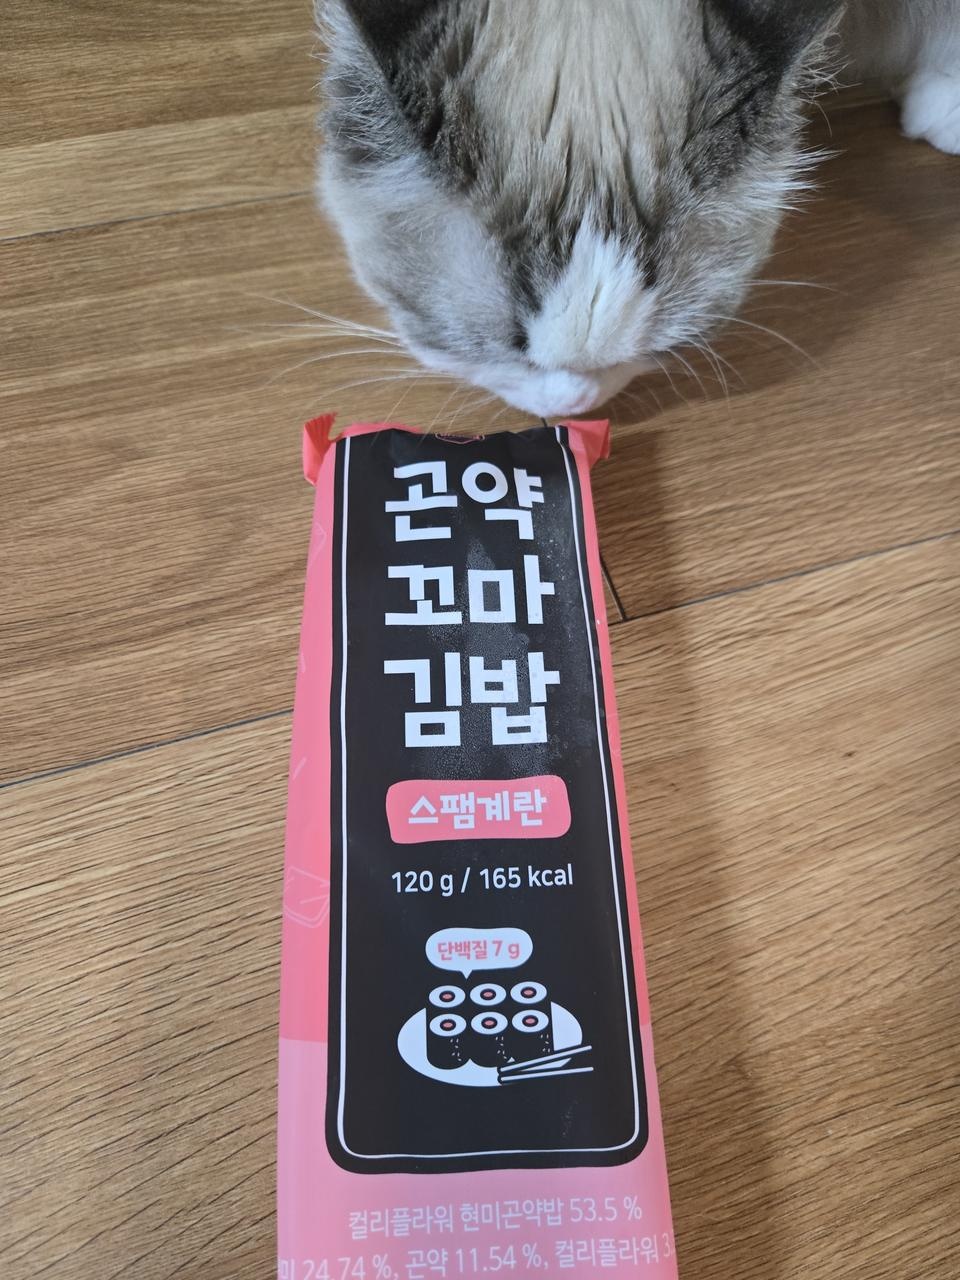 곤약
꼬마
김밥
스팸계란
120 g / 165 kcal
단백질 7 g
컬리플라워 현미곤약밥 53.5 %
24.74 %, 곤약 11.54 %, 컬리플라워